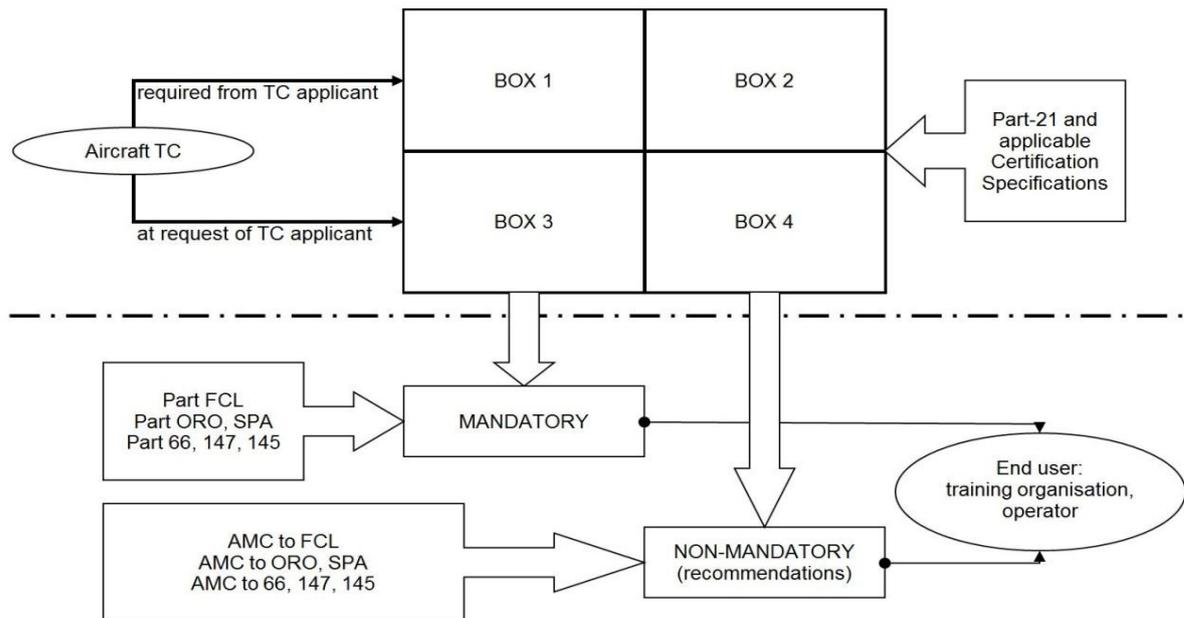 BOX 1
BOX 2
required from TC applicant
Aircraft TC
Part-21 and
applicable
Certification
Specifications
at request of TC applicant
BOX 3
BOX 4
Part FCL
Part ORO, SPA
Part 66, 147, 145
MANDATORY
End user:
training organisation,
operator
AMC to FCL
AMC to ORO, SPA
AMC to 66, 147, 145
NON-MANDATORY
(recommendations)